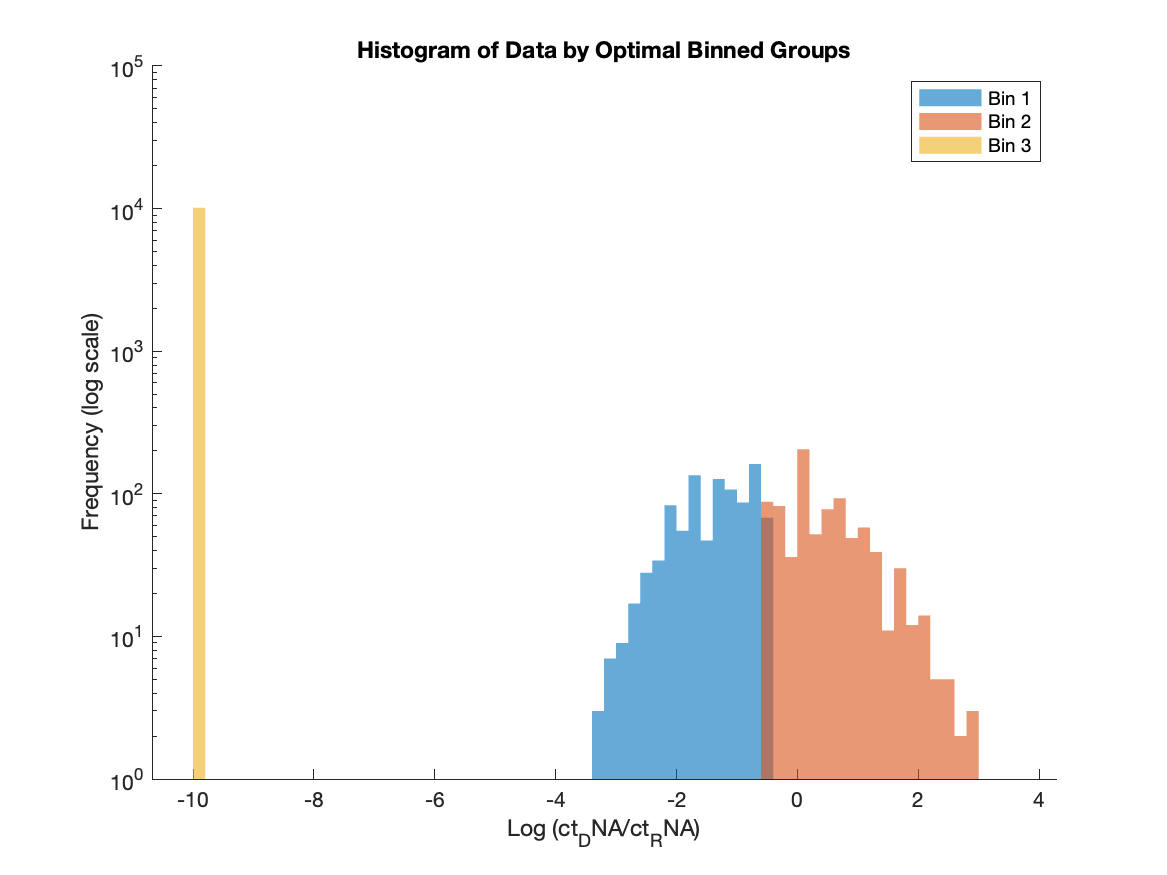 Histogram of Data by Optimal Binned Groups
Bin 1
Bin 2
Bin 3
Frequency (log scale)
10^5
10^4
10^3
10^2
10^1
10^0
-10 -8 -6 -4 -2 0 2 4
Log (ct_DNA/ct_RNA)